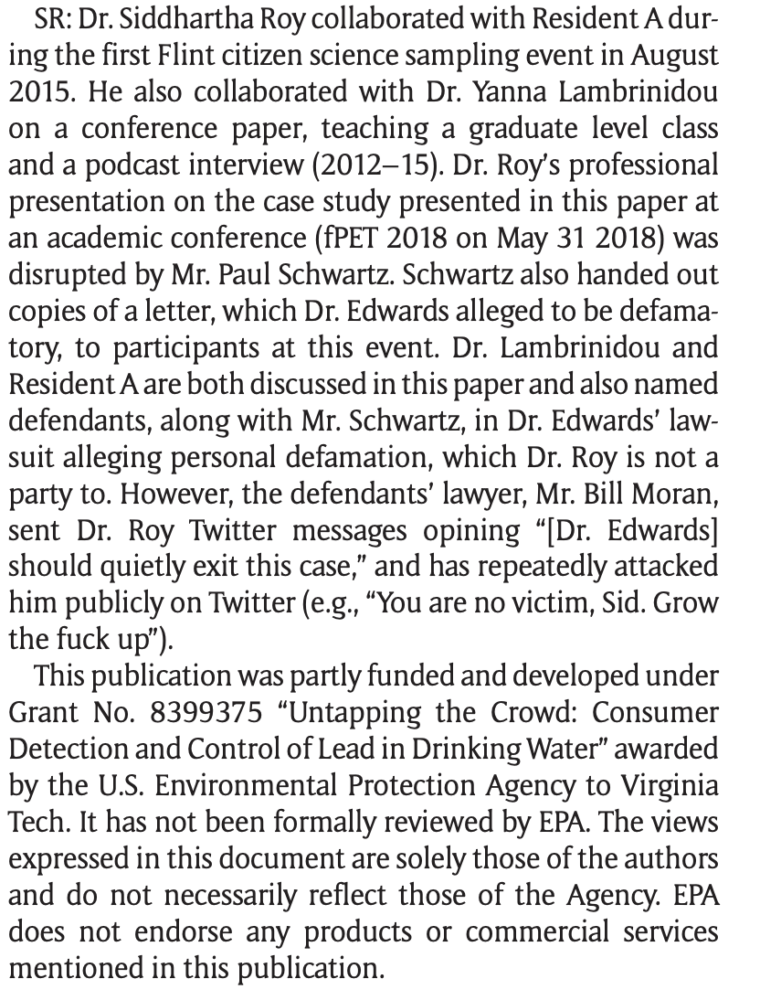 SR: Dr. Siddhartha Roy collaborated with Resident A dur-
ing the first Flint citizen science sampling event in August
2015. He also collaborated with Dr. Yanna Lambrinidou
on a conference paper, teaching a graduate level class
and a podcast interview (2012–15). Dr. Roy’s professional
presentation on the case study presented in this paper at
an academic conference (fPET 2018 on May 31 2018) was
disrupted by Mr. Paul Schwartz. Schwartz also handed out
copies of a letter, which Dr. Edwards alleged to be defama-
tory, to participants at this event. Dr. Lambrinidou and
Resident A are both discussed in this paper and also named
defendants, along with Mr. Schwartz, in Dr. Edwards’ law-
suit alleging personal defamation, which Dr. Roy is not a
party to. However, the defendants’ lawyer, Mr. Bill Moran,
sent Dr. Roy Twitter messages opining “[Dr. Edwards]
should quietly exit this case,” and has repeatedly attacked
him publicly on Twitter (e.g., “You are no victim, Sid. Grow
the fuck up”).
This publication was partly funded and developed under
Grant No. 8399375 “Untapping the Crowd: Consumer
Detection and Control of Lead in Drinking Water” awarded
by the U.S. Environmental Protection Agency to Virginia
Tech. It has not been formally reviewed by EPA. The views
expressed in this document are solely those of the authors
and do not necessarily reflect those of the Agency. EPA
does not endorse any products or commercial services
mentioned in this publication.